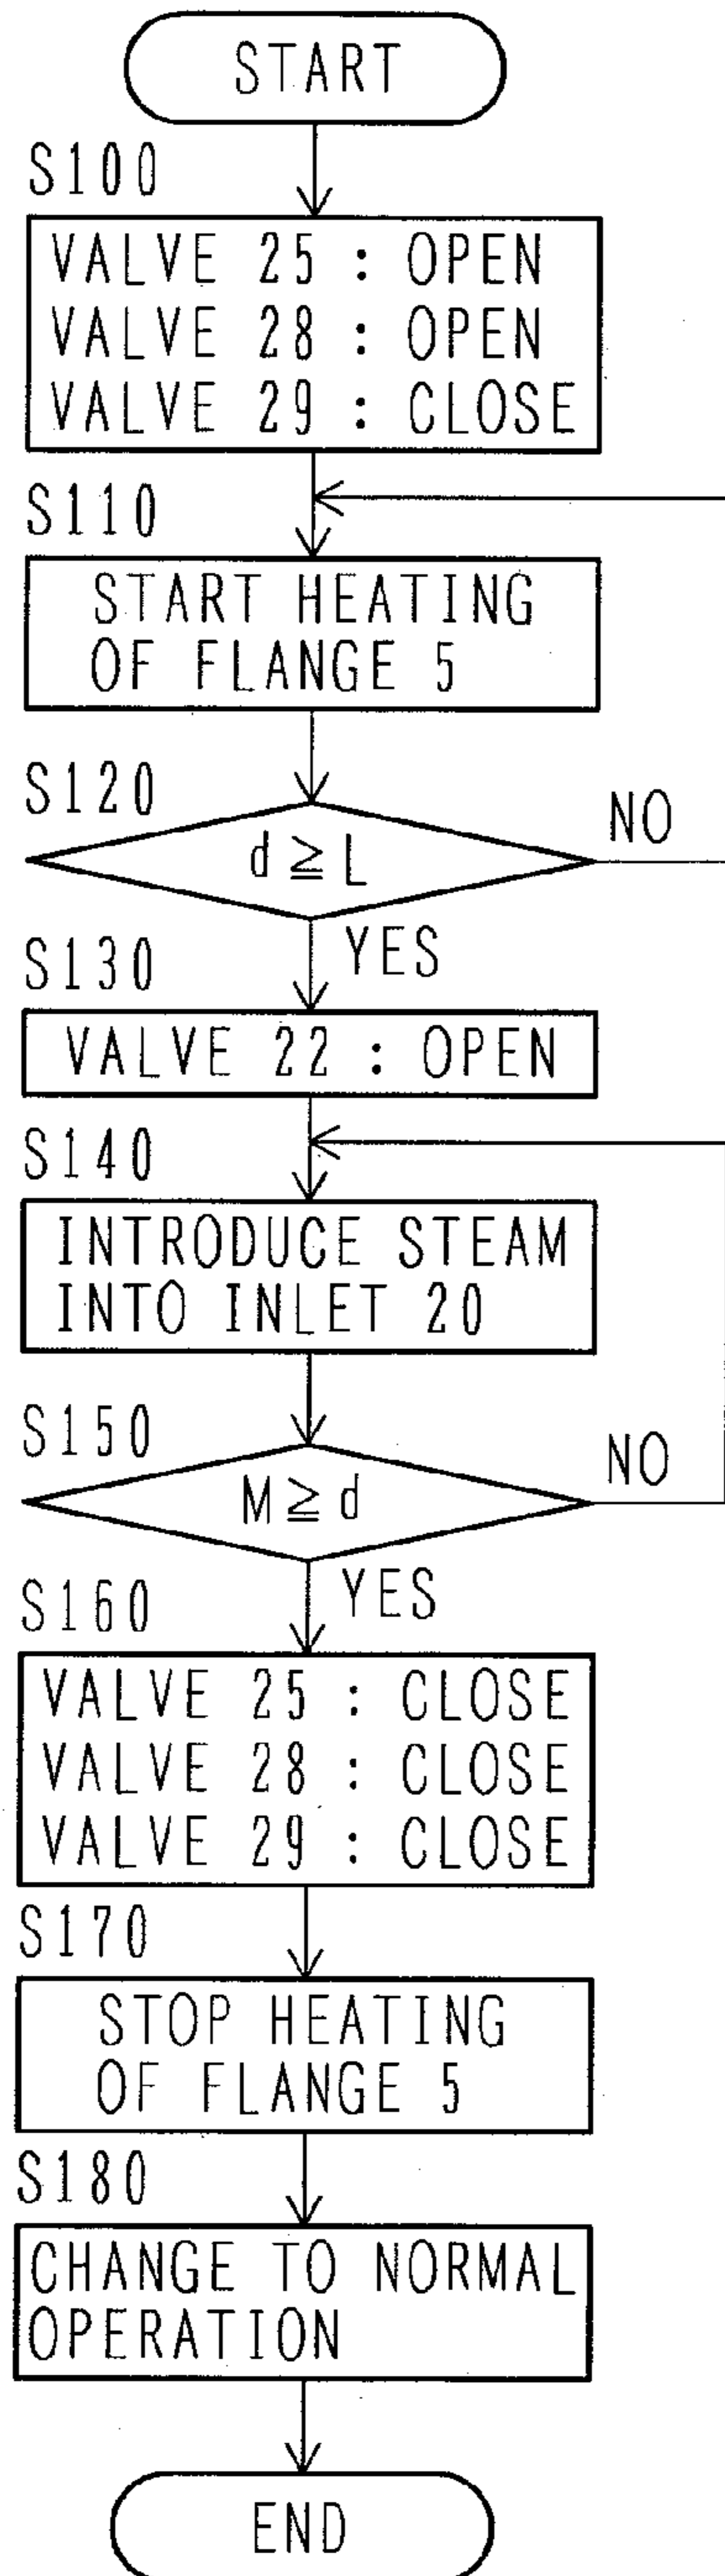 START
S100
VALVE 25 : OPEN
VALVE 28 : OPEN
VALVE 29 : CLOSE
S110
START HEATING
OF FLANGE 5
S120
d ≧ L
NO
YES
S130
VALVE 22 : OPEN
S140
INTRODUCE STEAM
INTO INLET 20
S150
M ≧ d
NO
YES
S160
VALVE 25 : CLOSE
VALVE 28 : CLOSE
VALVE 29 : CLOSE
S170
STOP HEATING
OF FLANGE 5
S180
CHANGE TO NORMAL
OPERATION
END